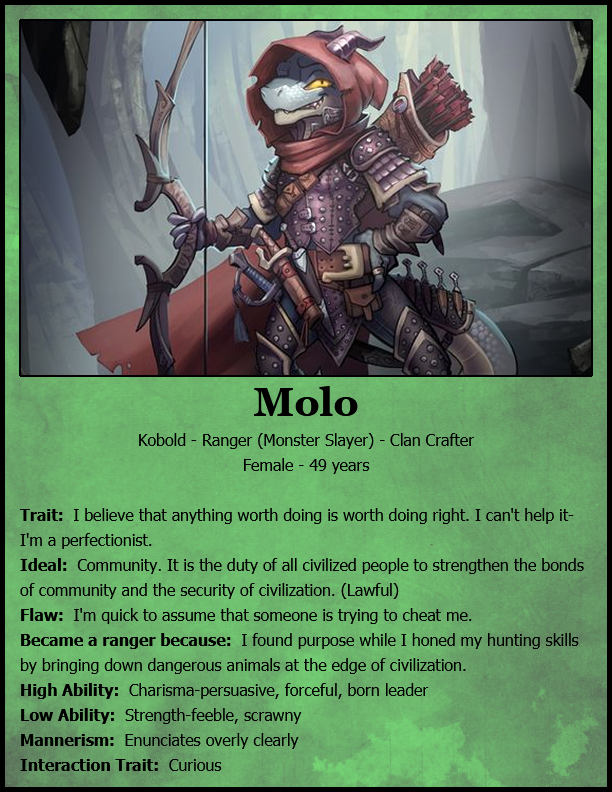 Molo
Kobold - Ranger (Monster Slayer) - Clan Crafter
Female - 49 years
Trait: I believe that anything worth doing is worth doing right. I can't help it-
I'm a perfectionist.
Ideal: Community. It is the duty of all civilized people to strengthen the bonds
of community and the security of civilization. (Lawful)
Flaw: I'm quick to assume that someone is trying to cheat me.
Became a ranger because: I found purpose while I honed my hunting skills
by bringing down dangerous animals at the edge of civilization.
High Ability: Charisma-persuasive, forceful, born leader
Low Ability: Strength-feeble, scrawny
Mannerism: Enunciates overly clearly
Interaction Trait: Curious